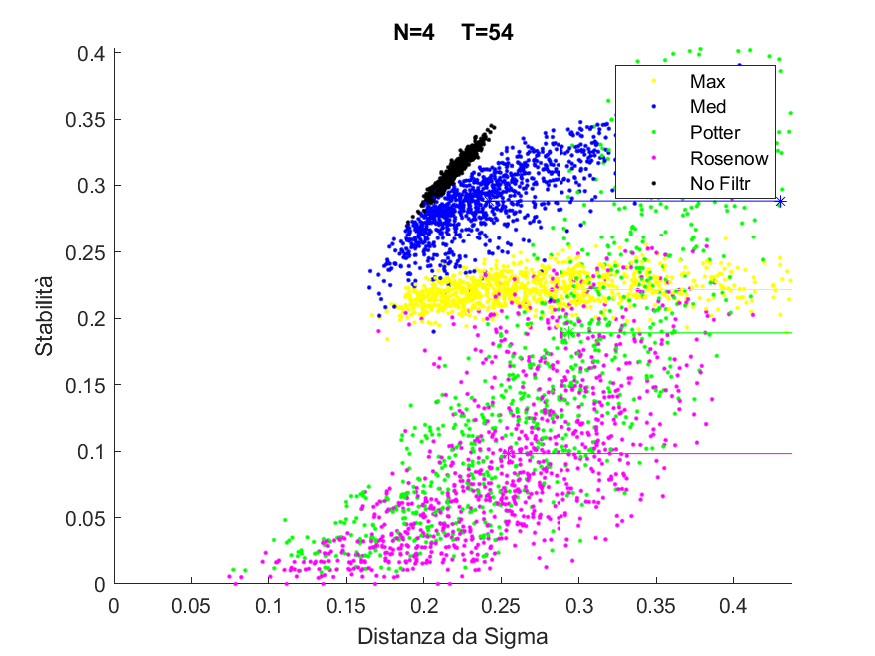 N=4 T=54
0.4
0.35
0.3
0.25
0.2
0.15
0.1
0.05
0
Stabilità
Max
Med
Potter
Rosenow
No Filtr
0 0.05 0.1 0.15 0.2 0.25 0.3 0.35 0.4
Distanza da Sigma